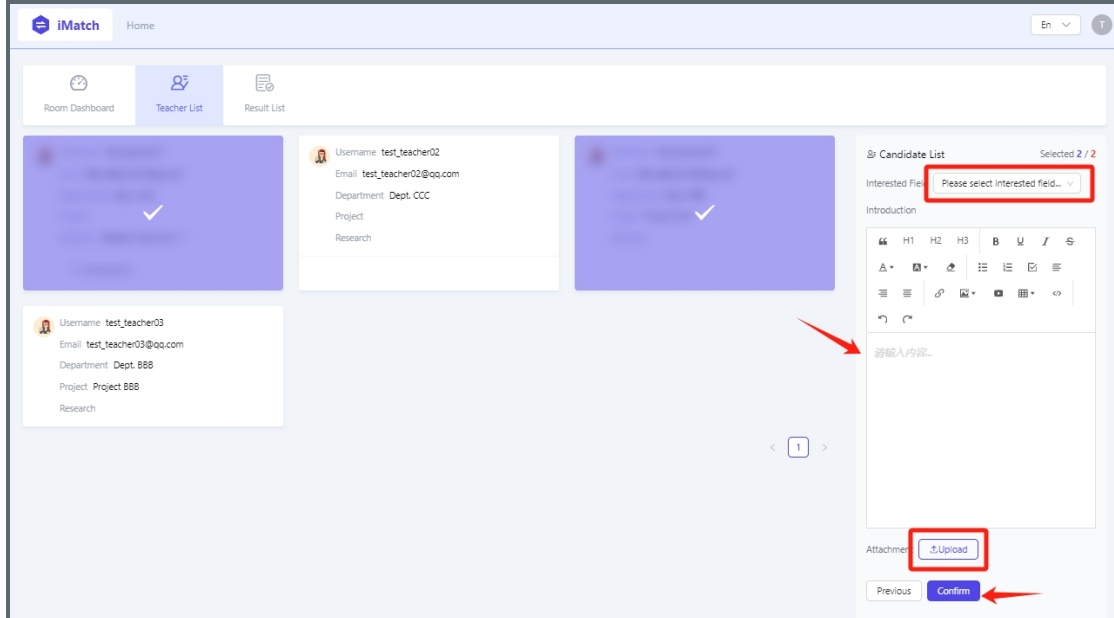 iMatch
Home
En
T
Room Dashboard
Teacher List
Result List
Username test_teacher02
Email test_teacher02@qq.com
Department Dept. CCC
Project
Research
Username test_teacher03
Email test_teacher03@qq.com
Department Dept. BBB
Project Project BBB
Research
1
Candidate List
Selected 2 / 2
Interested Fiel
Please select interested field...
Introduction
H1 H2 H3 B U I S
A A
请输入内容...
Attachmen
Upload
Previous
Confirm